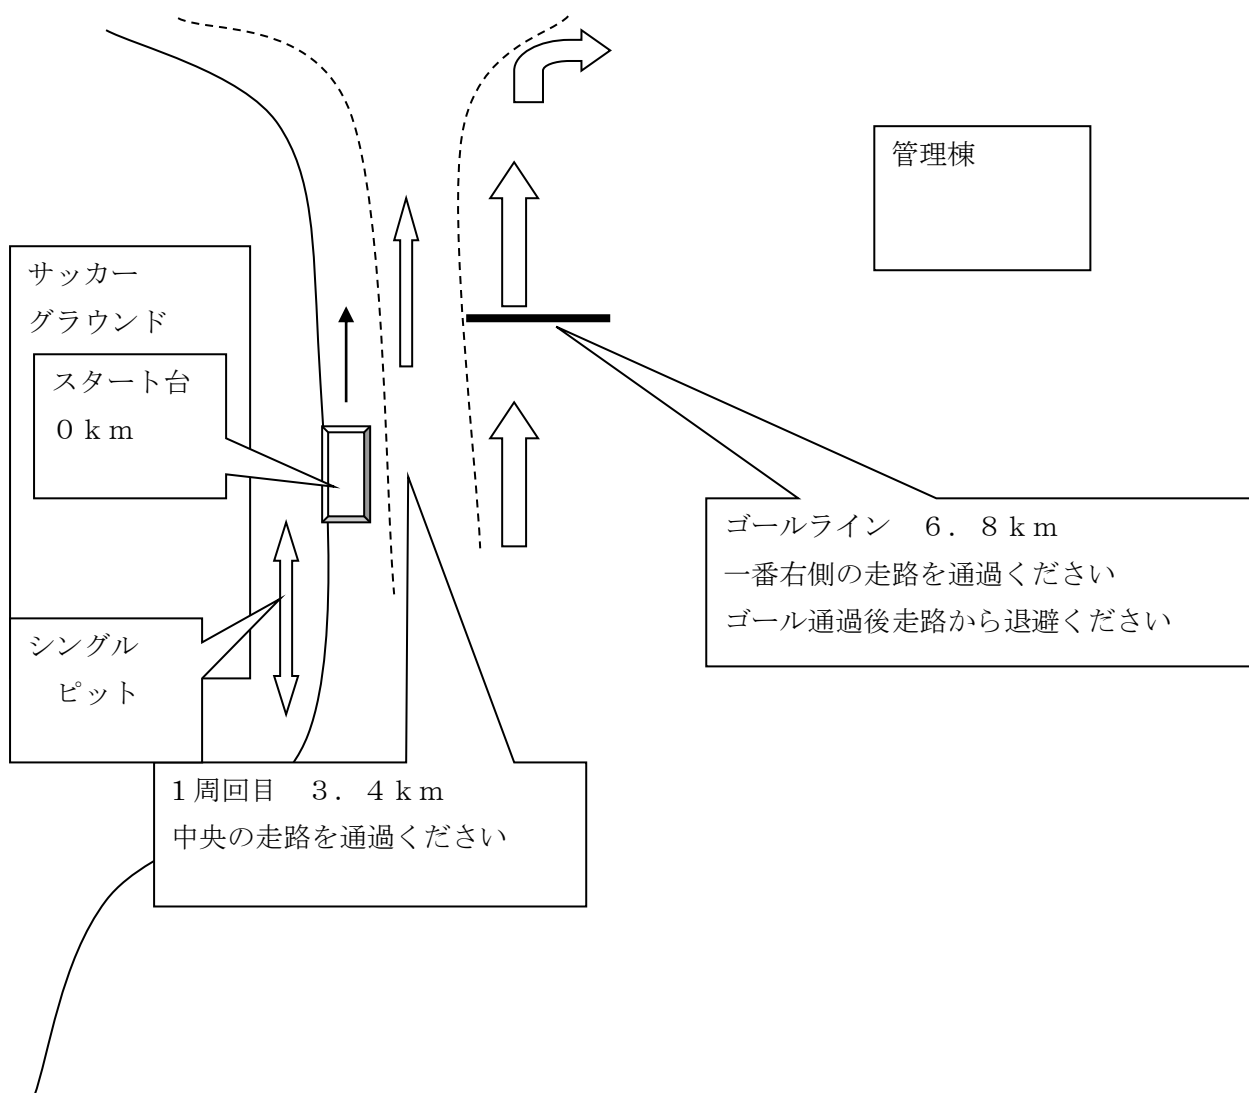 管理棟
サッカー
グラウンド
スタート台
０ｋｍ
ゴールライン　６．８ｋｍ
一番右側の走路を通過ください
ゴール通過後走路から退避ください
シングル
ピット
１周回目　３．４ｋｍ
中央の走路を通過ください